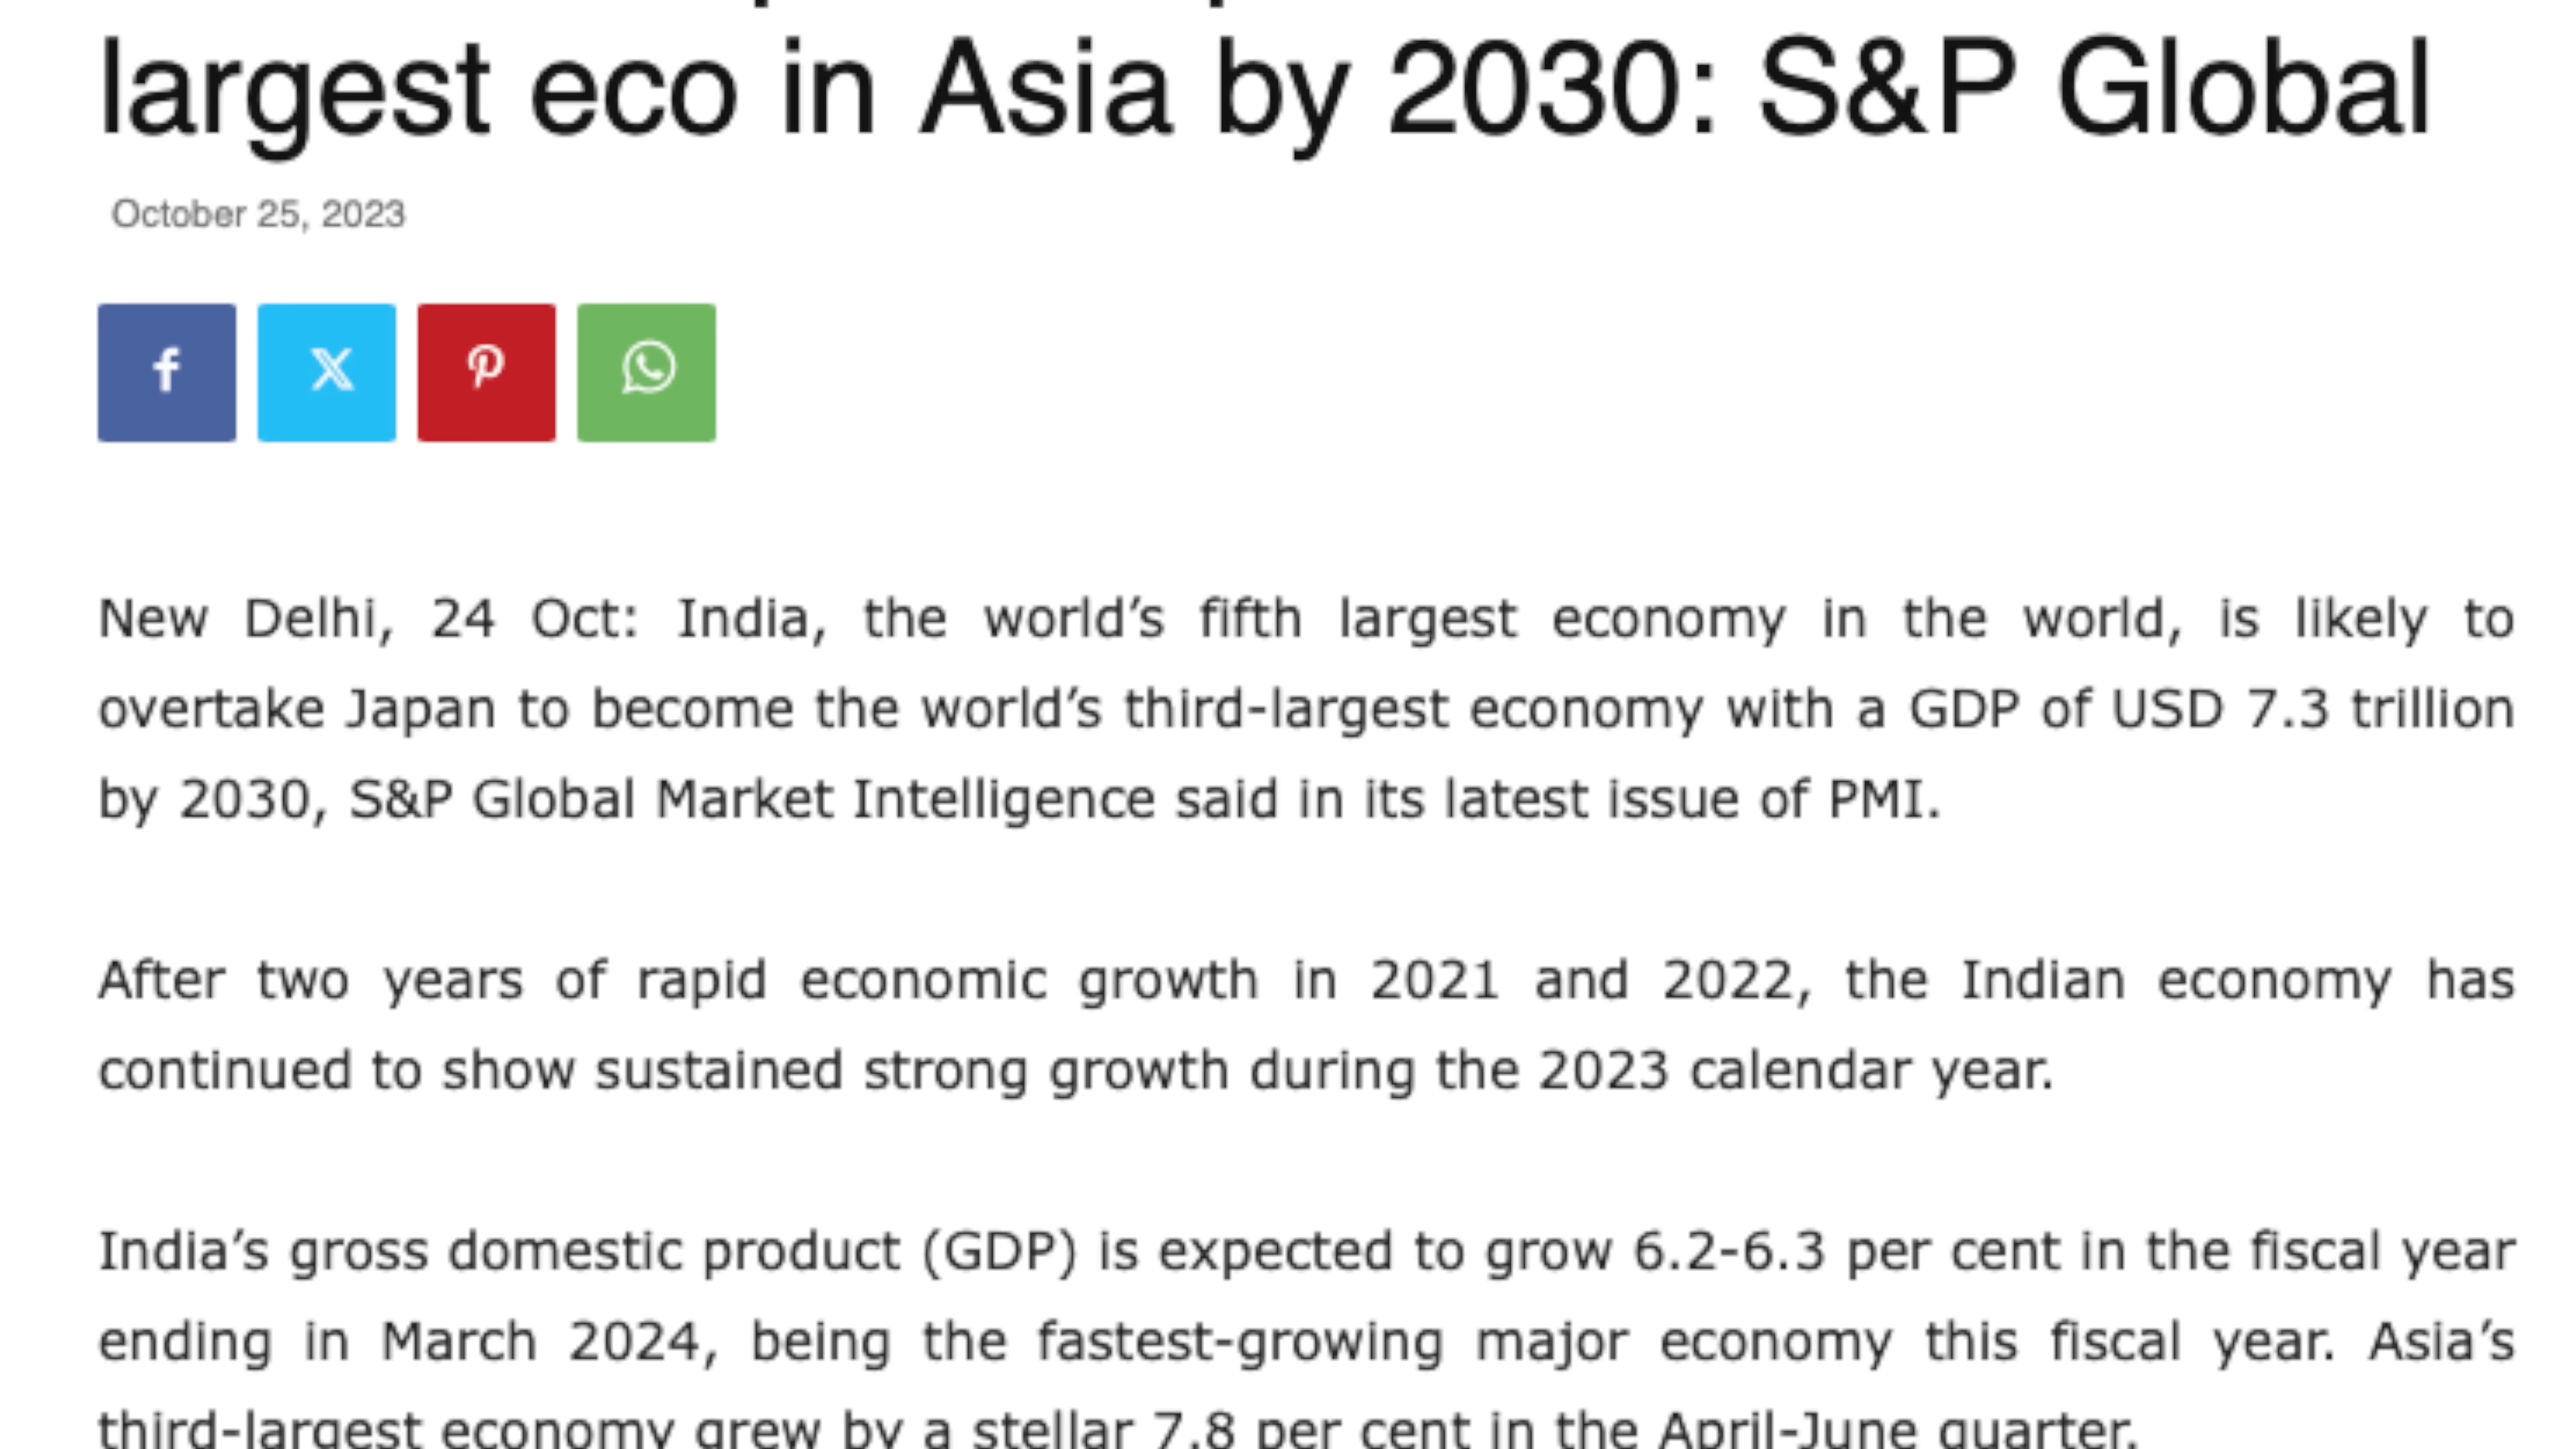 largest eco in Asia by 2030: S&P Global
October 25, 2023
New Delhi, 24 Oct: India, the world’s fifth largest economy in the world, is likely to
overtake Japan to become the world’s third-largest economy with a GDP of USD 7.3 trillion
by 2030, S&P Global Market Intelligence said in its latest issue of PMI.
After two years of rapid economic growth in 2021 and 2022, the Indian economy has
continued to show sustained strong growth during the 2023 calendar year.
India’s gross domestic product (GDP) is expected to grow 6.2-6.3 per cent in the fiscal year
ending in March 2024, being the fastest-growing major economy this fiscal year. Asia’s
third-largest economy grew by a stellar 7.8 per cent in the April-June quarter.